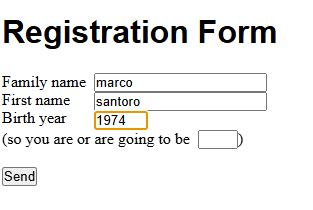 Registration Form
Family name marco
First name santoro
Birth year 1974
(so you are or are going to be )
Send